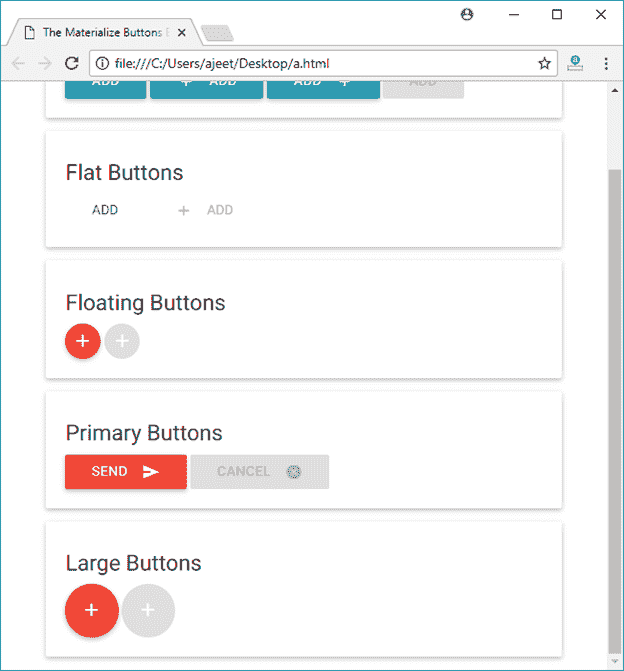 The Materialize Buttons E
file:///C:/Users/ajeet/Desktop/a.html
ADD ADD ADD ADD
Flat Buttons
ADD + ADD
Floating Buttons
+ +
Primary Buttons
SEND CANCEL
Large Buttons
+ +